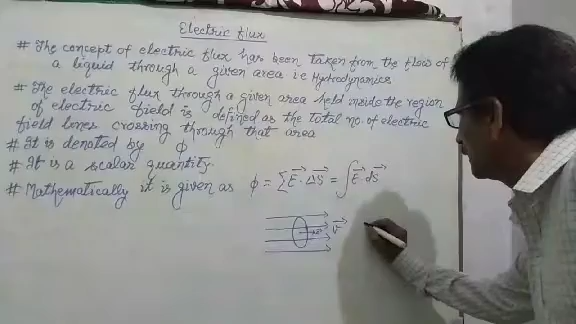 Electric flux
# The concept of electric flux has been taken from the flow of
a liquid through a given area i.e Hydrodynamics
# The electric flux through a given area held inside the region
of electric field is defined as the total no. of electric
field lines crossing through that area
# It is denoted by ϕ
# It is a scalar quantity.
# Mathematically it is given as ϕ = Σ E⃗ · Δs⃗ = ∫ E⃗ · ds⃗